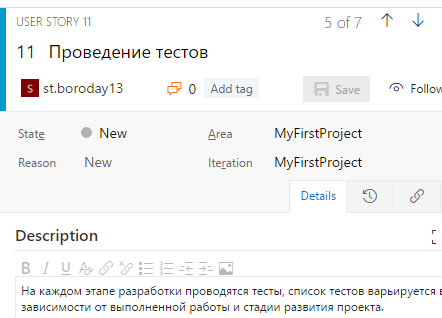 USER STORY 11
5 of 7
11 Проведение тестов
S st.boroday13
0
Add tag
Save
Follow
State
New
Area
MyFirstProject
Reason
New
Iteration
MyFirstProject
Details
Description
B I U
На каждом этапе разработки проводятся тесты, список тестов варьируется в
зависимости от выполненной работы и стадии развития проекта.